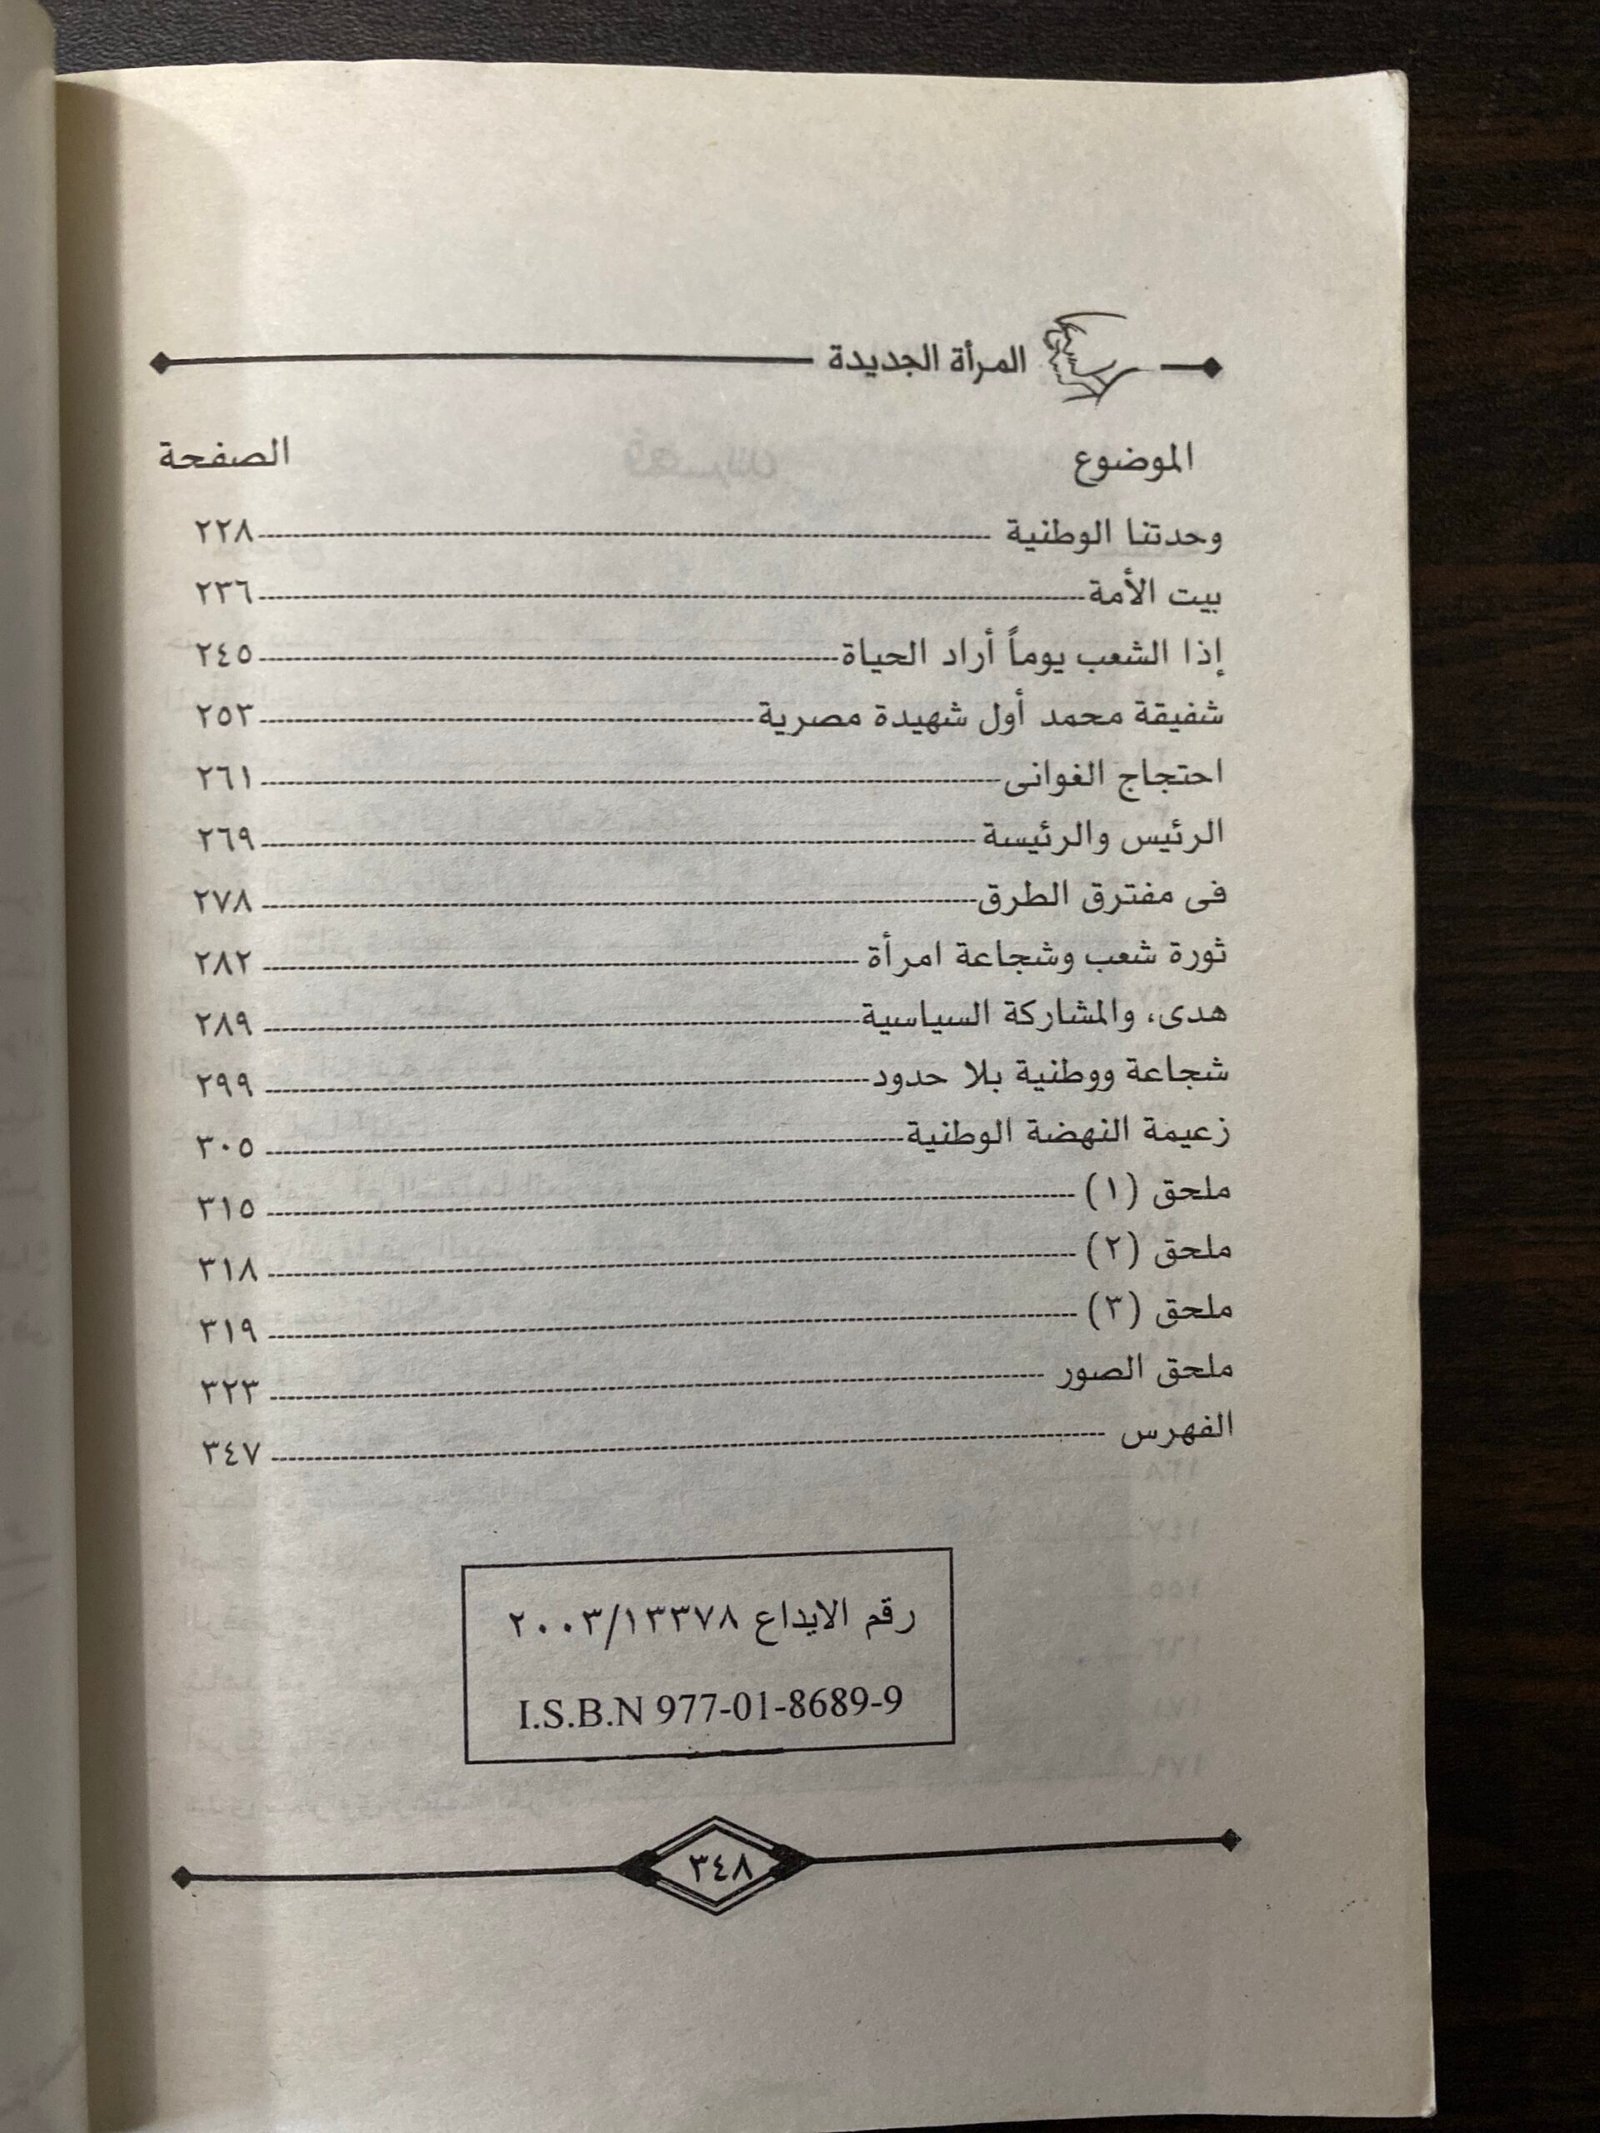 المرأة الجديدة
الموضوع الصفحة
وحدتنا الوطنية ٢٢٨
بيت الأمة ٢٣٦
إذا الشعب يوماً أراد الحياة ٢٤٥
شفيقة محمد أول شهيدة مصرية ٢٥٣
احتجاج الغوانى ٢٦١
الرئيس والرئيسة ٢٦٩
فى مفترق الطرق ٢٧٨
ثورة شعب وشجاعة امرأة ٢٨٢
هدى، والمشاركة السياسية ٢٨٩
شجاعة ووطنية بلا حدود ٢٩٩
زعيمة النهضة الوطنية ٣٠٥
ملحق (١) ٣١٥
ملحق (٢) ٣١٨
ملحق (٣) ٣١٩
ملحق الصور ٣٢٣
الفهرس ٣٤٧
رقم الايداع ٢٠٠٣/١٣٣٧٨
I.S.B.N 977-01-8689-9
٣٤٨